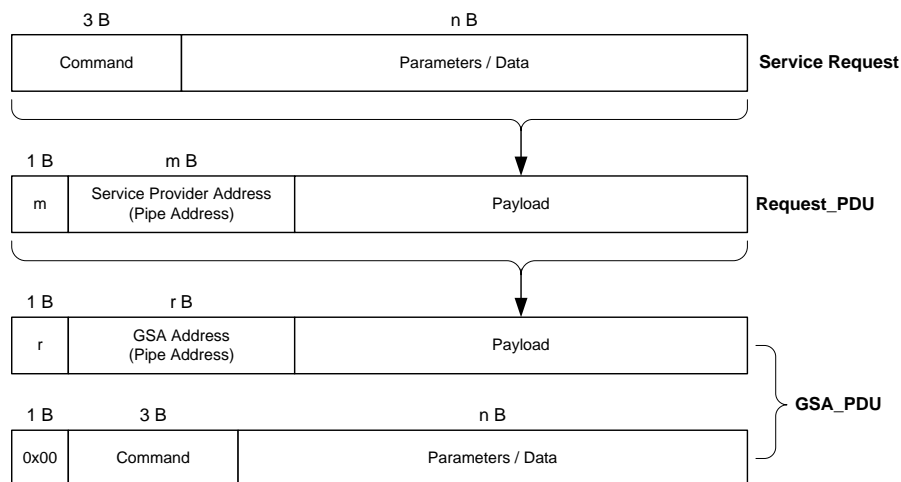 3 B
n B
Command
Parameters / Data
Service Request
1 B
m B
m
Service Provider Address
(Pipe Address)
Payload
Request_PDU
1 B
r B
r
GSA Address
(Pipe Address)
Payload
GSA_PDU
1 B
3 B
n B
0x00
Command
Parameters / Data